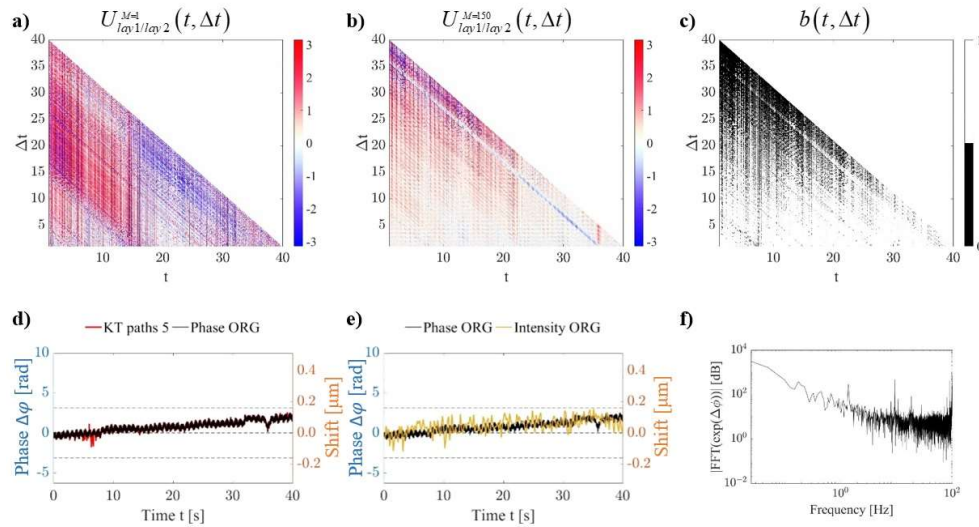 a) U^{M=1}_{lay1/lay2}(t, Δt)
b) U^{M=150}_{lay1/lay2}(t, Δt)
c) b(t, Δt)
40
35
30
25
20
15
10
5
Δt
0 10 20 30 40
t
3
2
1
0
-1
-2
-3
40
35
30
25
20
15
10
5
Δt
0 10 20 30 40
t
3
2
1
0
-1
-2
-3
40
35
30
25
20
15
10
5
Δt
0 10 20 30 40
t
d) KT paths 5 Phase ORG
10
5
0
-5
Phase Δφ [rad]
0.4
0.2
0.0
-0.2
Shift [µm]
0 10 20 30 40
Time t [s]
e) Phase ORG Intensity ORG
10
5
0
-5
Phase Δφ [rad]
0.4
0.2
0.0
-0.2
Shift [µm]
0 10 20 30 40
Time t [s]
f)
|FFT(exp(Δφ))| [dB]
10^4
10^2
10^0
10^-2
10^0 10^2
Frequency [Hz]